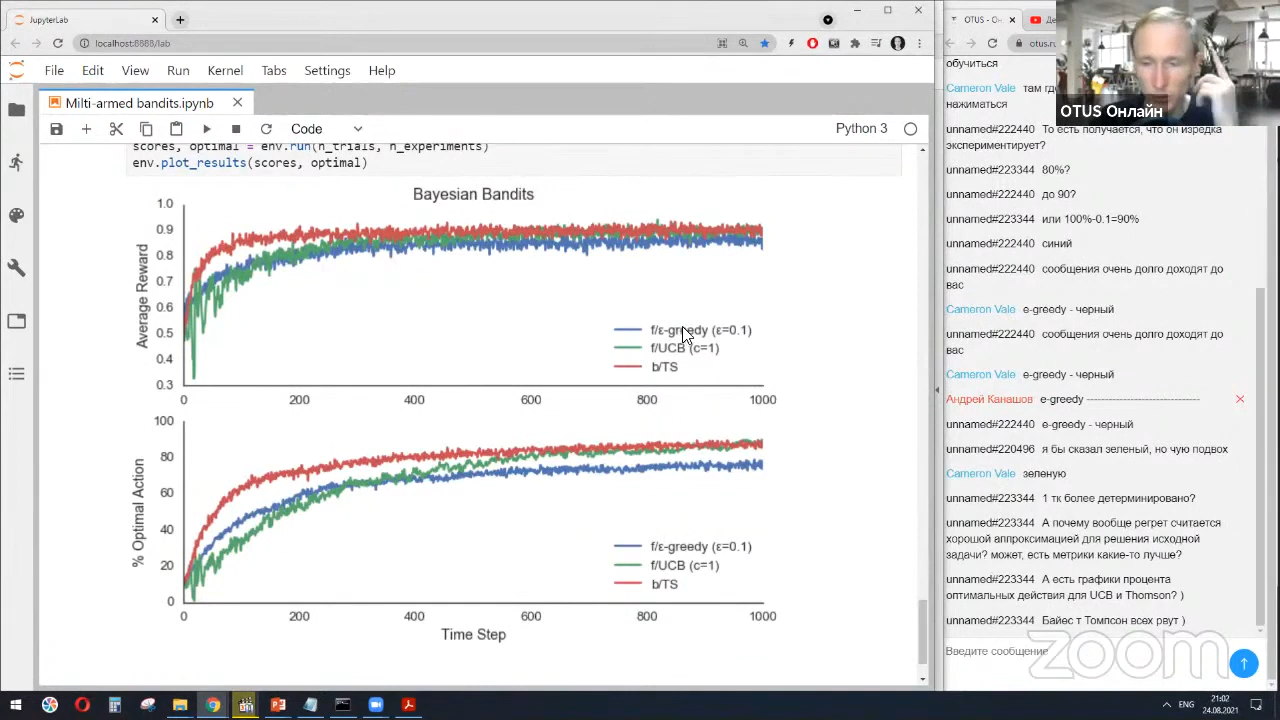 JupyterLab
OTUS - On
localhost:8888/lab
otus.ru
File Edit View Run Kernel Tabs Settings Help
Milti-armed bandits.ipynb
Code
Python 3
scores, optimal = env.run(n_trials, n_experiments)
env.plot_results(scores, optimal)
Bayesian Bandits
Average Reward
1.0
0.9
0.8
0.7
0.6
0.5
0.4
0.3
f/ε-greedy (ε=0.1)
f/UCB (c=1)
b/TS
0 200 400 600 800 1000
% Optimal Action
100
80
60
40
20
0
f/ε-greedy (ε=0.1)
f/UCB (c=1)
b/TS
0 200 400 600 800 1000
Time Step
OTUS Онлайн
обучиться
Cameron Vale там
нажиматься
unnamed#222440 То есть получается, что он изредка
экспериментирует?
unnamed#223344 80%?
unnamed#222440 до 90?
unnamed#223344 или 100%-0.1=90%
unnamed#222440 синий
unnamed#222440 сообщения очень долго доходят до
вас
Cameron Vale e-greedy - черный
unnamed#222440 сообщения очень долго доходят до
вас
Cameron Vale e-greedy - черный
Андрей Канашов e-greedy --------------------------------
unnamed#222440 e-greedy - черный
unnamed#220496 я бы сказал зеленый, но чую подвох
Cameron Vale зеленую
unnamed#223344 1 тк более детерминировано?
unnamed#223344 А почему вообще регрет считается
хорошой аппроксимацией для решения исходной
задачи? может, есть метрики какие-то лучше?
unnamed#223344 А есть графики процента
оптимальных действия для UCB и Thomson? )
unnamed#223344 Байес т Томпсон всех рвут )
Введите сообщение
zoom
ENG
21:02
24.08.2021